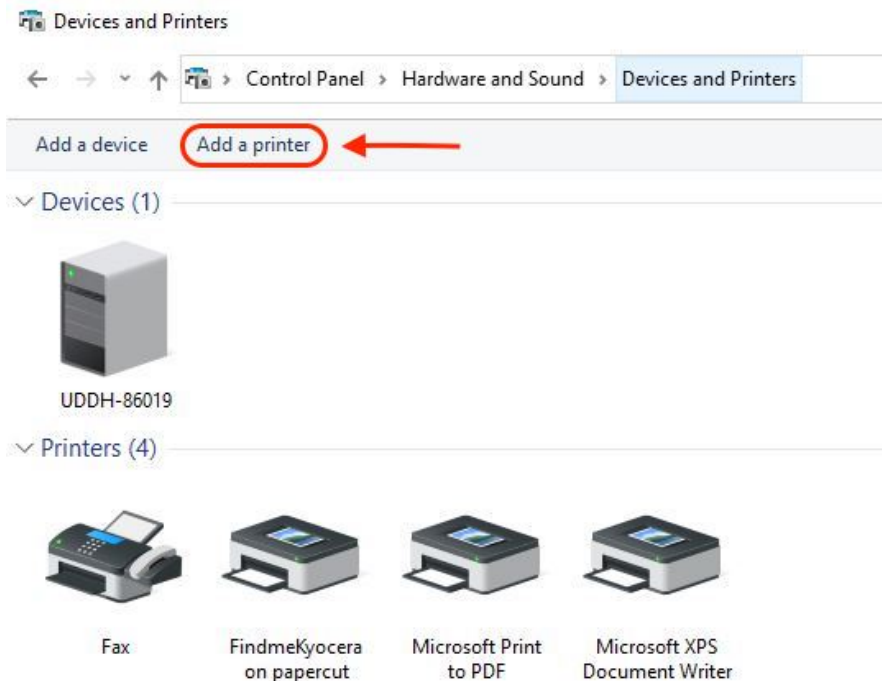 Devices and Printers
Control Panel > Hardware and Sound > Devices and Printers
Add a device Add a printer
Devices (1)
UDDH-86019
Printers (4)
Fax
FindmeKyocera
on papercut
Microsoft Print
to PDF
Microsoft XPS
Document Writer